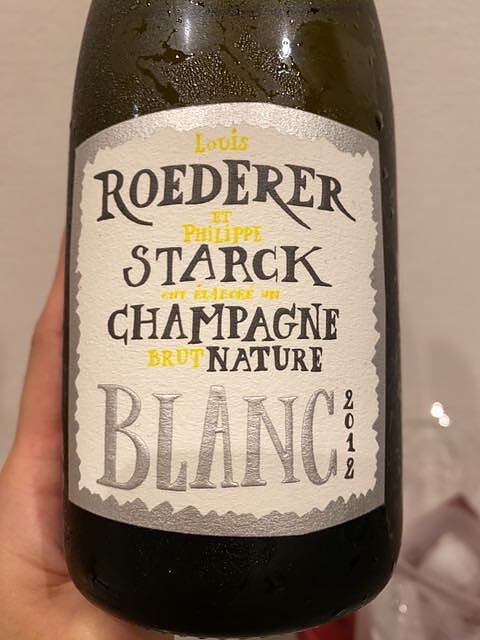 Louis
ROEDERER
ET
PHILIPPE
STARCK
ONT ÉLABORÉ UN
CHAMPAGNE
BRUT NATURE
BLANC 2012